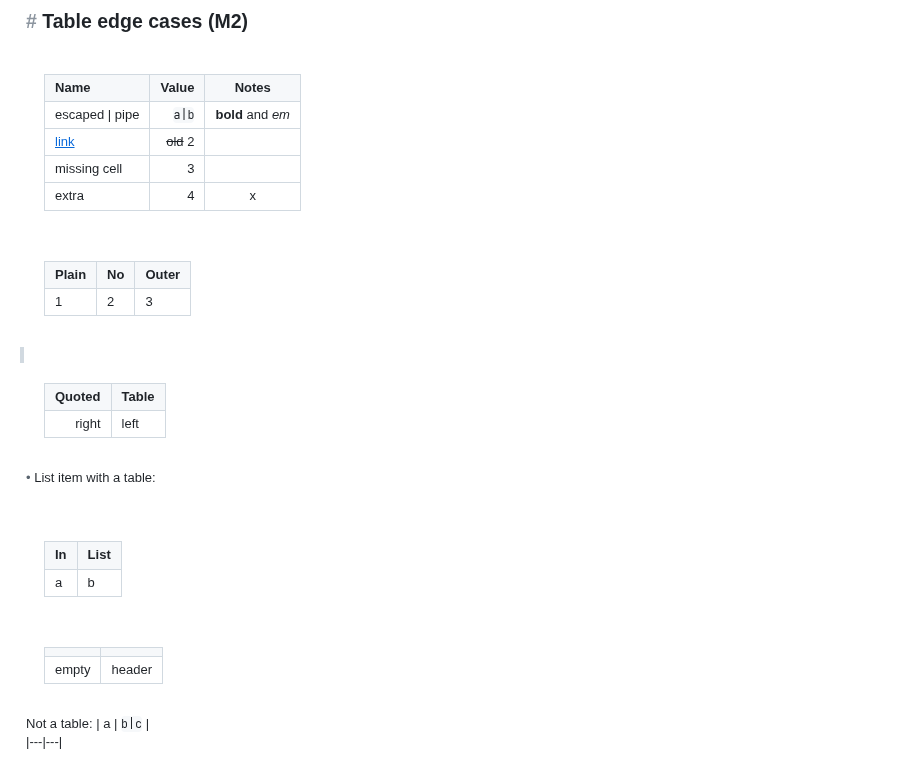 # Table edge cases (M2)
Name Value Notes
escaped | pipe a|b bold and em
link old 2
missing cell 3
extra 4 x
Plain No Outer
1 2 3
Quoted Table
right left
• List item with a table:
In List
a b
empty header
Not a table: | a | b|c |
|---|---|